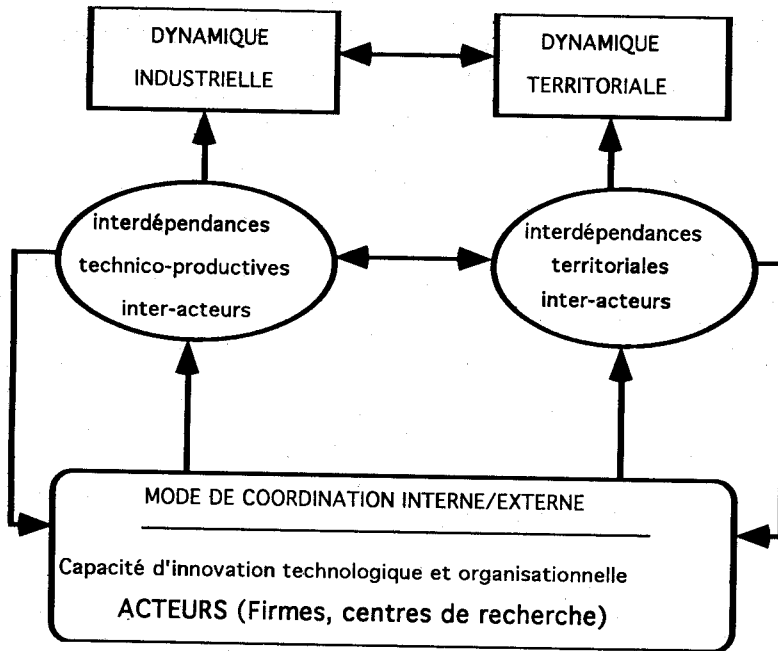 DYNAMIQUE
INDUSTRIELLE
DYNAMIQUE
TERRITORIALE
interdépendances
technico-productives
inter-acteurs
interdépendances
territoriales
inter-acteurs
MODE DE COORDINATION INTERNE/EXTERNE
Capacité d'innovation technologique et organisationnelle
ACTEURS (Firmes, centres de recherche)